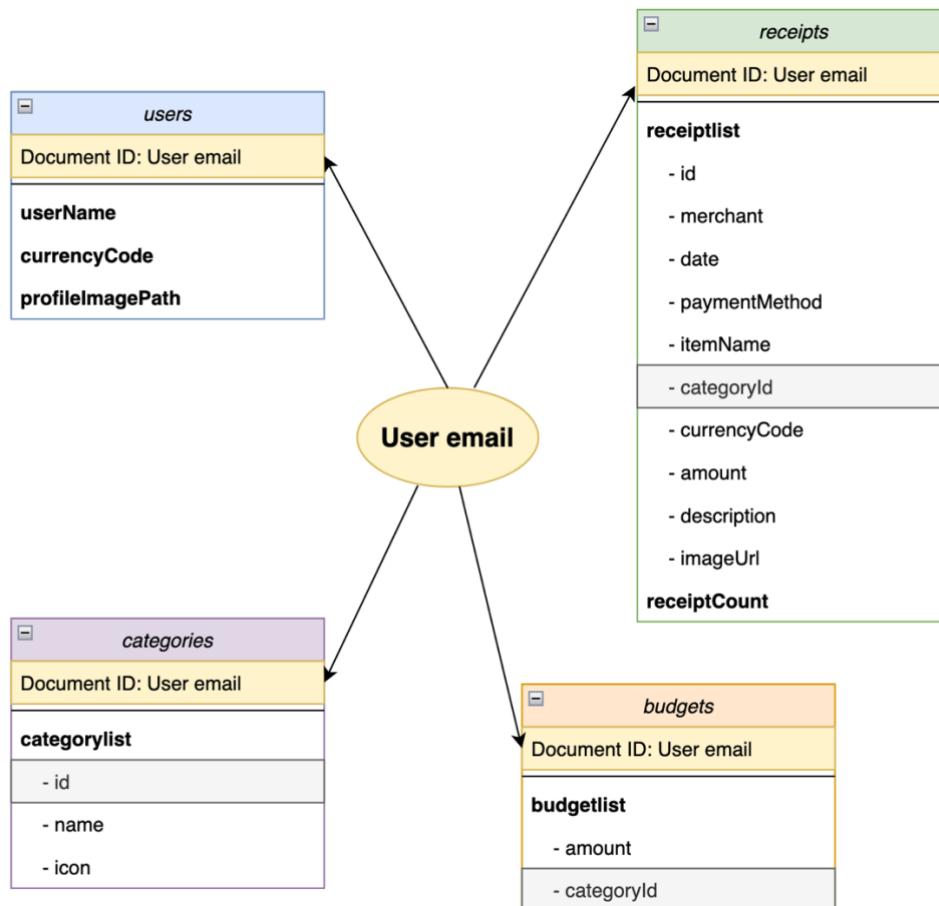 users
Document ID: User email
userName
currencyCode
profileImagePath
receipts
Document ID: User email
receiptlist
- id
- merchant
- date
- paymentMethod
- itemName
- categoryId
- currencyCode
- amount
- description
- imageUrl
receiptCount
User email
categories
Document ID: User email
categorylist
- id
- name
- icon
budgets
Document ID: User email
budgetlist
- amount
- categoryId